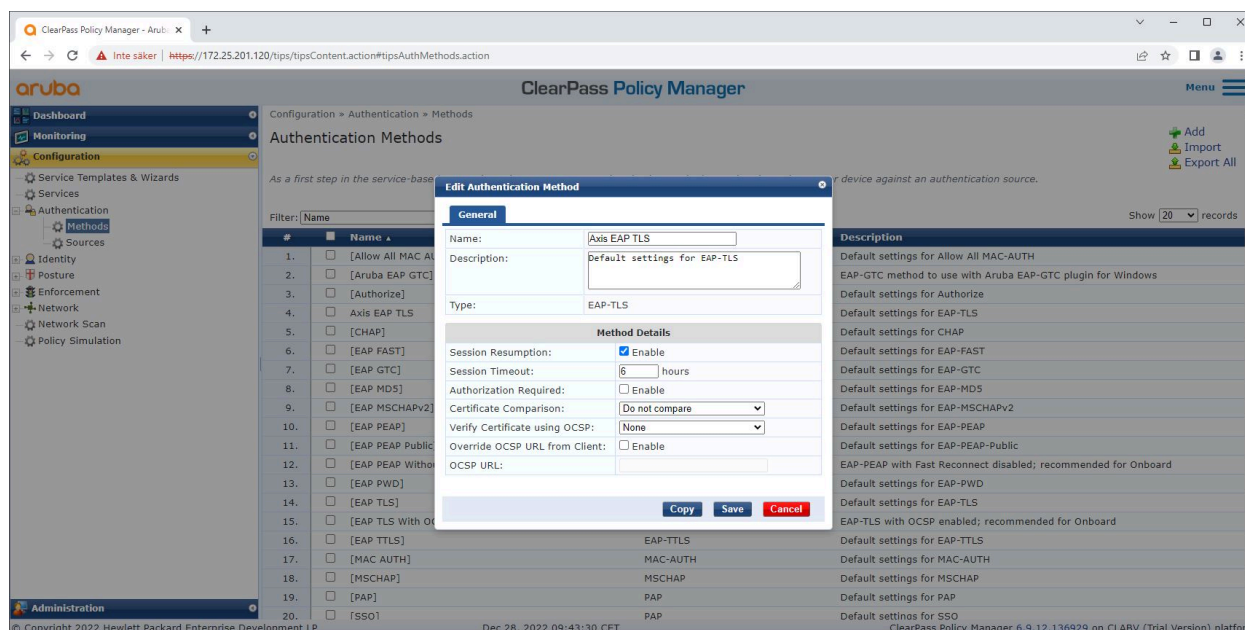 ClearPass Policy Manager - Aruba
Inte säker | https://172.25.201.120/tips/tipsContent.action#tipsAuthMethods.action
aruba
ClearPass Policy Manager
Menu
Dashboard
Monitoring
Configuration
Service Templates & Wizards
Services
Authentication
Methods
Sources
Identity
Posture
Enforcement
Network
Network Scan
Policy Simulation
Administration
Configuration » Authentication » Methods
Authentication Methods
Add
Import
Export All
As a first step in the service-base
r device against an authentication source.
Filter: Name
Show 20 records
# Name Description
1. [Allow All MAC AU Default settings for Allow All MAC-AUTH
2. [Aruba EAP GTC] EAP-GTC method to use with Aruba EAP-GTC plugin for Windows
3. [Authorize] Default settings for Authorize
4. Axis EAP TLS Default settings for EAP-TLS
5. [CHAP] Default settings for CHAP
6. [EAP FAST] Default settings for EAP-FAST
7. [EAP GTC] Default settings for EAP-GTC
8. [EAP MD5] Default settings for EAP-MD5
9. [EAP MSCHAPv2] Default settings for EAP-MSCHAPv2
10. [EAP PEAP] Default settings for EAP-PEAP
11. [EAP PEAP Public Default settings for EAP-PEAP-Public
12. [EAP PEAP Witho EAP-PEAP with Fast Reconnect disabled; recommended for Onboard
13. [EAP PWD] Default settings for EAP-PWD
14. [EAP TLS] Default settings for EAP-TLS
15. [EAP TLS With OC EAP-TLS with OCSP enabled; recommended for Onboard
16. [EAP TTLS] EAP-TTLS Default settings for EAP-TTLS
17. [MAC AUTH] MAC-AUTH Default settings for MAC-AUTH
18. [MSCHAP] MSCHAP Default settings for MSCHAP
19. [PAP] PAP Default settings for PAP
20. [SSO] PAP Default settings for SSO
Edit Authentication Method
General
Name: Axis EAP TLS
Description: Default settings for EAP-TLS
Type: EAP-TLS
Method Details
Session Resumption: Enable
Session Timeout: 6 hours
Authorization Required: Enable
Certificate Comparison: Do not compare
Verify Certificate using OCSP: None
Override OCSP URL from Client: Enable
OCSP URL:
Copy Save Cancel
© Copyright 2022 Hewlett Packard Enterprise Development LP Dec 28, 2022 09:43:30 CET ClearPass Policy Manager 6.9.12.136929 on CLABV (Trial Version) platfor